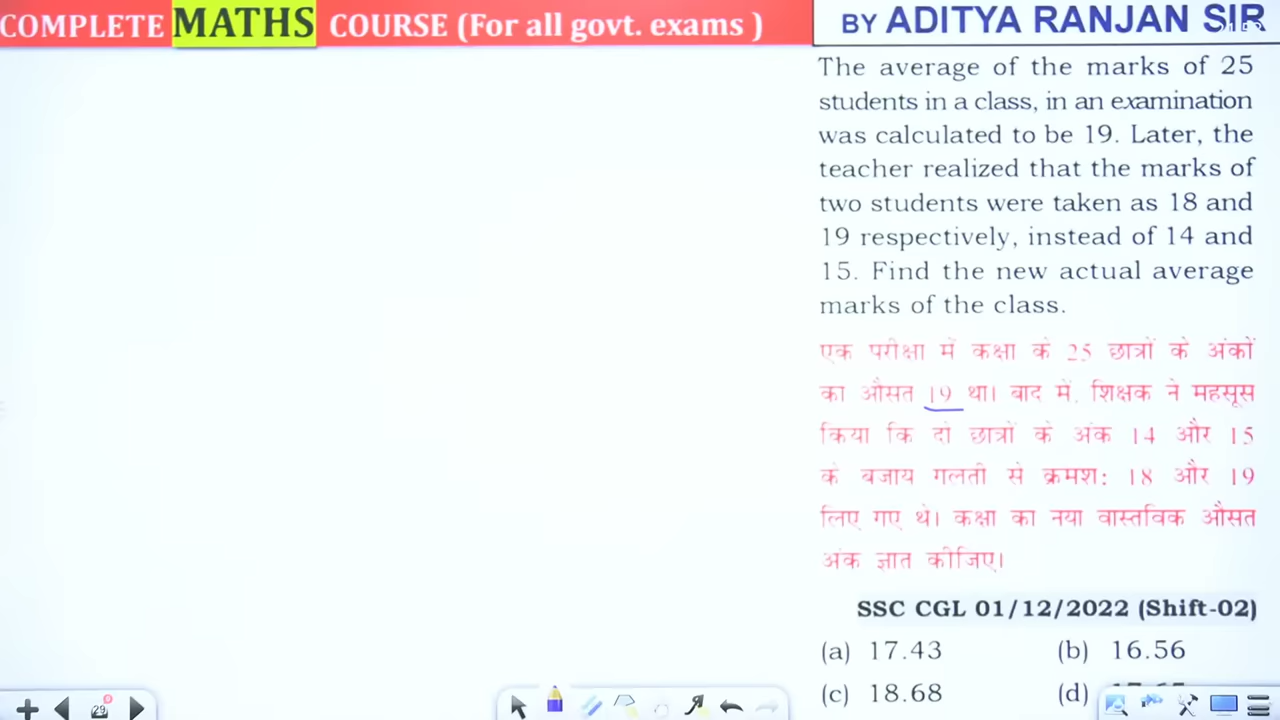 COMPLETE MATHS COURSE (For all govt. exams )
BY ADITYA RANJAN SIR
The average of the marks of 25
students in a class, in an examination
was calculated to be 19. Later, the
teacher realized that the marks of
two students were taken as 18 and
19 respectively, instead of 14 and
15. Find the new actual average
marks of the class.
एक परीक्षा में कक्षा के 25 छात्रों के अंकों
का औसत 19 था। बाद में, शिक्षक ने महसूस
किया कि दो छात्रों के अंक 14 और 15
के बजाय गलती से क्रमश: 18 और 19
लिए गए थे। कक्षा का नया वास्तविक औसत
अंक ज्ञात कीजिए।
SSC CGL 01/12/2022 (Shift-02)
(a) 17.43 (b) 16.56
(c) 18.68 (d)
29